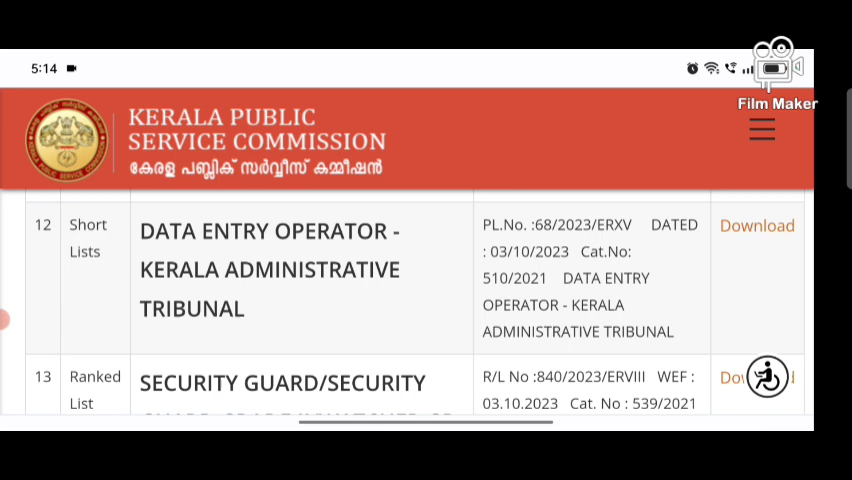 5:14
Film Maker
KERALA PUBLIC
SERVICE COMMISSION
കേരള പബ്ലിക് സർവ്വീസ് കമ്മീഷൻ
12 Short Lists DATA ENTRY OPERATOR - KERALA ADMINISTRATIVE TRIBUNAL PL.No. :68/2023/ERXV DATED : 03/10/2023 Cat.No: 510/2021 DATA ENTRY OPERATOR - KERALA ADMINISTRATIVE TRIBUNAL Download
13 Ranked List SECURITY GUARD/SECURITY R/L No :840/2023/ERVIII WEF : 03.10.2023 Cat. No : 539/2021